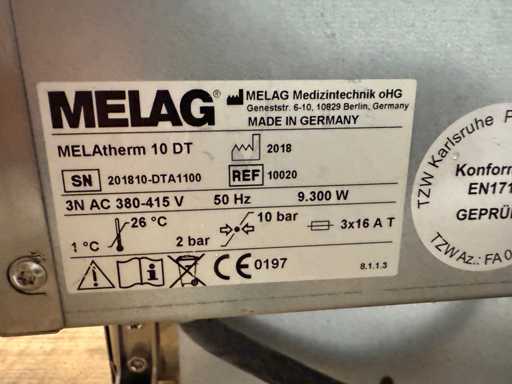 MELAG® MELAG Medizintechnik oHG
Geneststr. 6-10, 10829 Berlin, Germany
MADE IN GERMANY
MELAtherm 10 DT 2018
SN 201810-DTA1100 REF 10020
3N AC 380-415 V 50 Hz 9.300 W
1 °C 26 °C 2 bar 10 bar 3x16 A T
CE 0197 8.1.1.3
TZW Karlsruhe
Konfor
EN171
GEPRÜ
TZW Az.: FA 0